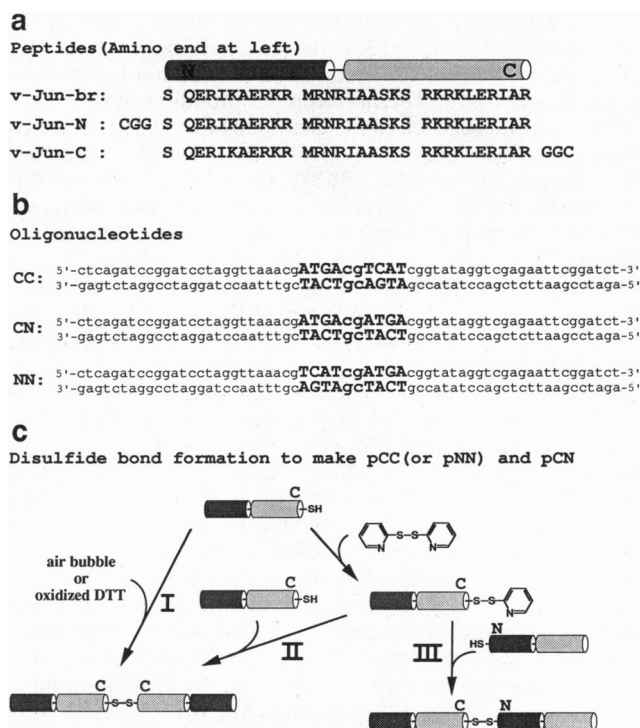 a
Peptides(Amino end at left)
N C
v-Jun-br: S QERIKAERKR MRNRIAASKS RKRKLERIAR
v-Jun-N : CGG S QERIKAERKR MRNRIAASKS RKRKLERIAR
v-Jun-C : S QERIKAERKR MRNRIAASKS RKRKLERIAR GGC
b
Oligonucleotides
CC: 5'-ctcagatccggatcctaggttaaacgATGAcgTCATcggtataggtcgagaattcggatct-3'
3'-gagtctaggcctaggatccaatttgcTACTgcAGTAgccatatccagctcttaagcctaga-5'
CN: 5'-ctcagatccggatcctaggttaaacgATGAcgATGAcggtataggtcgagaattcggatct-3'
3'-gagtctaggcctaggatccaatttgcTACTgcTACTgccatatccagctcttaagcctaga-5'
NN: 5'-ctcagatccggatcctaggttaaacgTCATcgATGAcggtataggtcgagaattcggatct-3'
3'-gagtctaggcctaggatccaatttgcAGTAgcTACTgccatatccagctcttaagcctaga-5'
c
Disulfide bond formation to make pCC(or pNN) and pCN
C
SH
S-S
N N
air bubble
or
oxidized DTT
I
C
SH
C
S-S
N
II
III
HS N
C C
S-S
C N
S-S